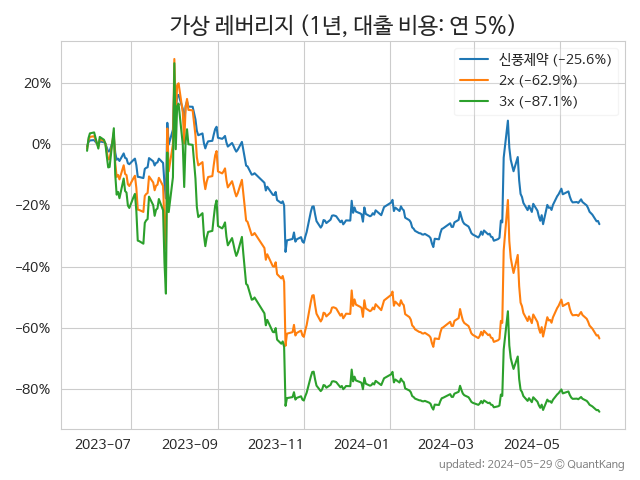 가상 레버리지 (1년, 대출 비용: 연 5%)
신풍제약 (−25.6%)
2x (−62.9%)
3x (−87.1%)
20%
0%
−20%
−40%
−60%
−80%
2023−07 2023−09 2023−11 2024−01 2024−03 2024−05
updated: 2024−05−29 © QuantKang